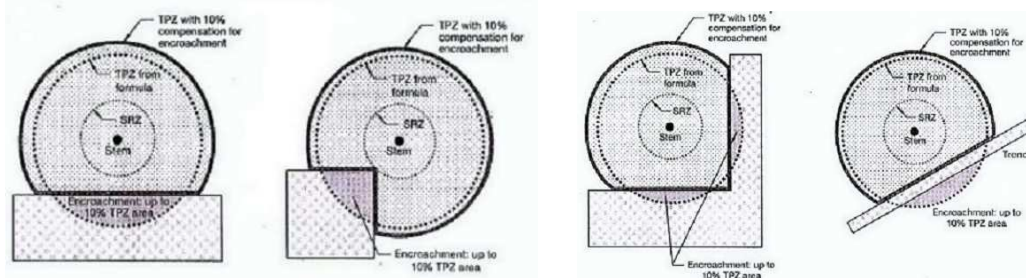 TPZ with 10%
compensation for
encroachment
TPZ from
formula
SRZ
Stem
Encroachment: up to
10% TPZ area
TPZ with 10%
compensation for
encroachment
TPZ from
formula
SRZ
Stem
Encroachment: up to
10% TPZ area
TPZ with 10%
compensation for
encroachment
TPZ from
formula
SRZ
Stem
Encroachment: up to
10% TPZ area
TPZ with 10%
compensation for
encroachment
TPZ from
formula
SRZ
Stem
Encroachment: up to
10% TPZ area